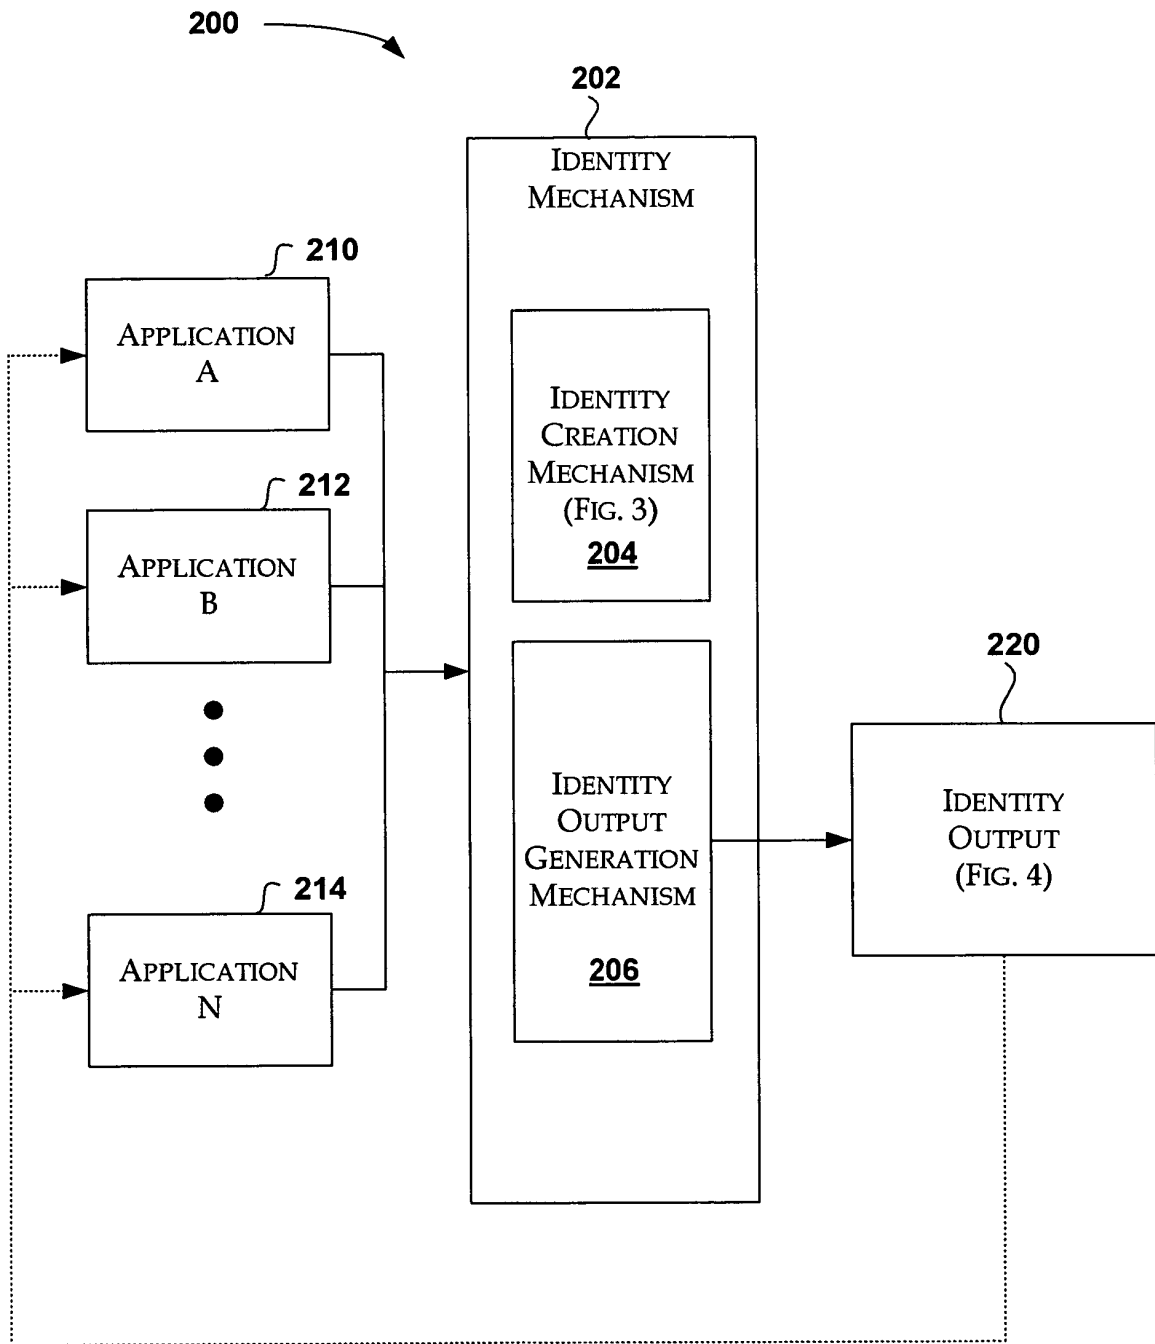 200
202
IDENTITY
MECHANISM
210
APPLICATION
A
IDENTITY
CREATION
MECHANISM
(FIG. 3)
204
212
APPLICATION
B
220
IDENTITY
OUTPUT
GENERATION
MECHANISM
206
IDENTITY
OUTPUT
(FIG. 4)
214
APPLICATION
N